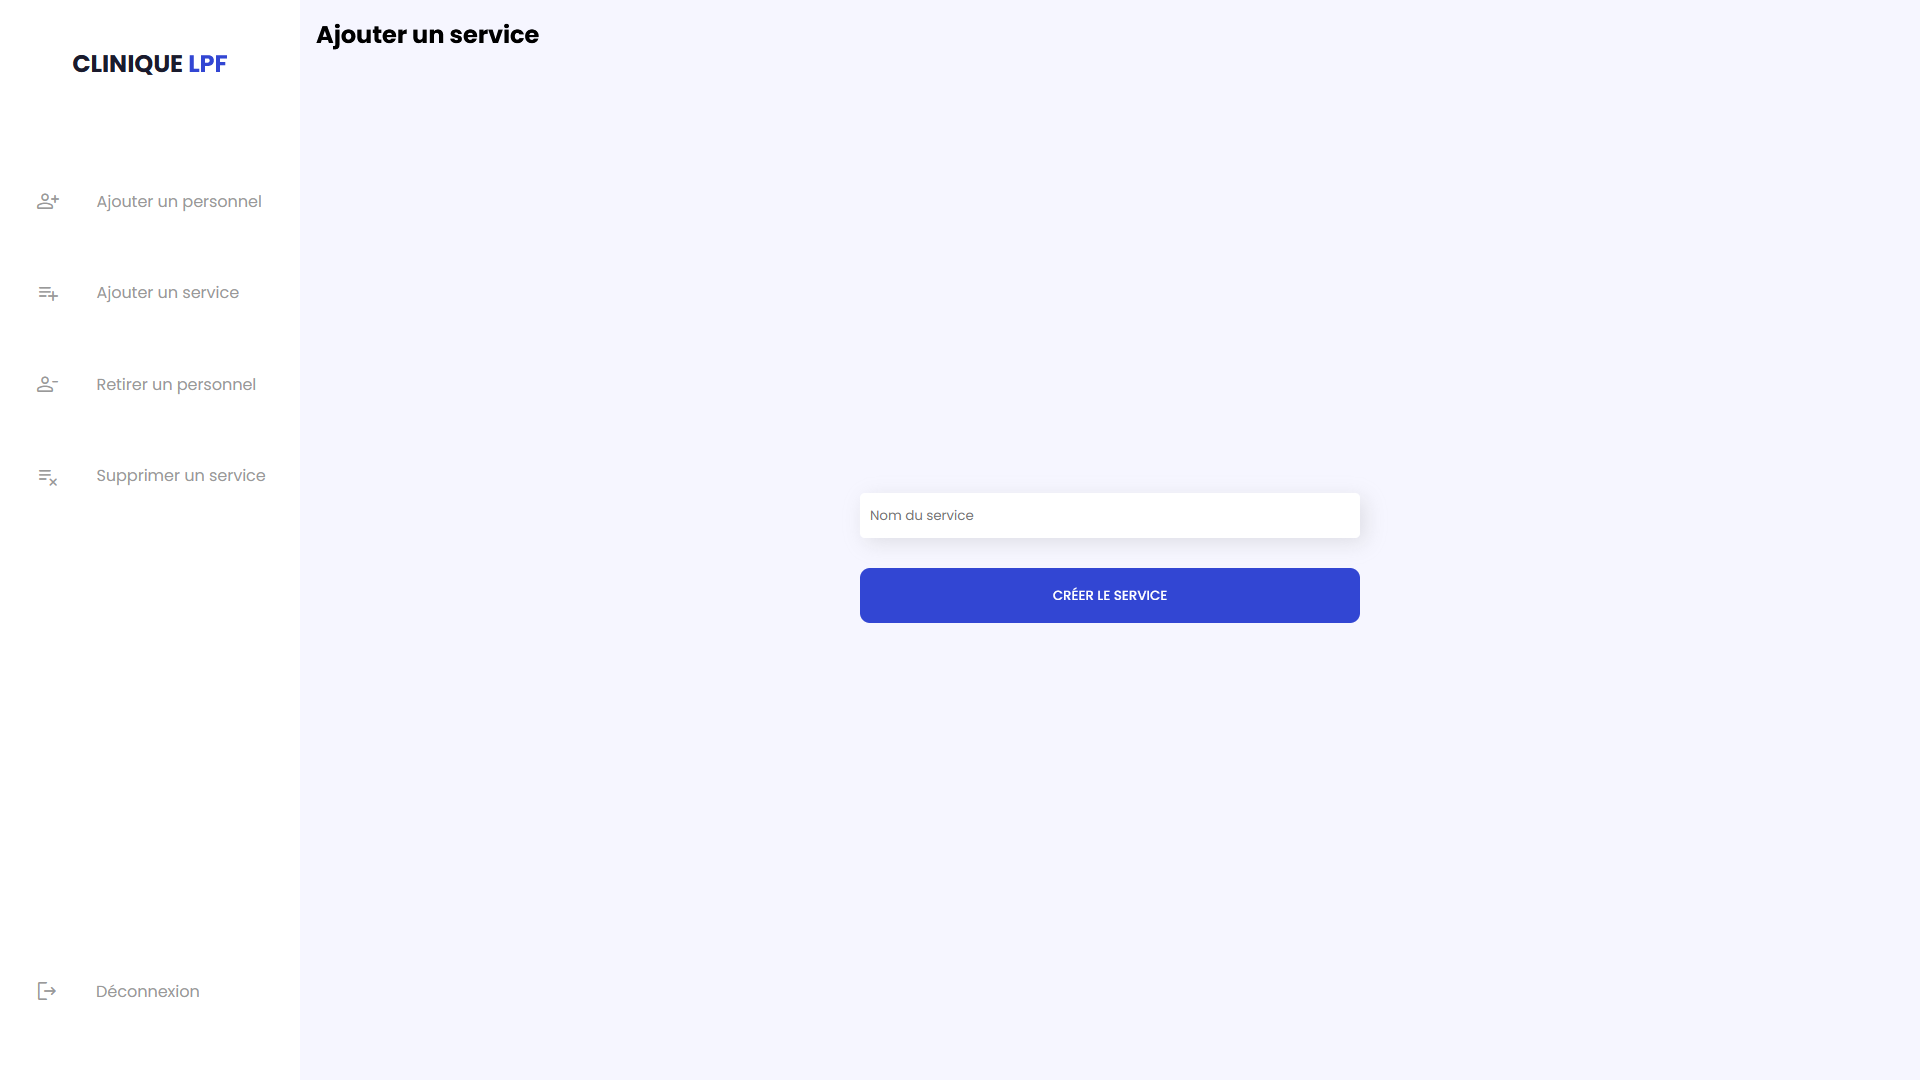 CLINIQUE LPF
Ajouter un personnel
Ajouter un service
Retirer un personnel
Supprimer un service
Déconnexion
Ajouter un service
Nom du service
CRÉER LE SERVICE